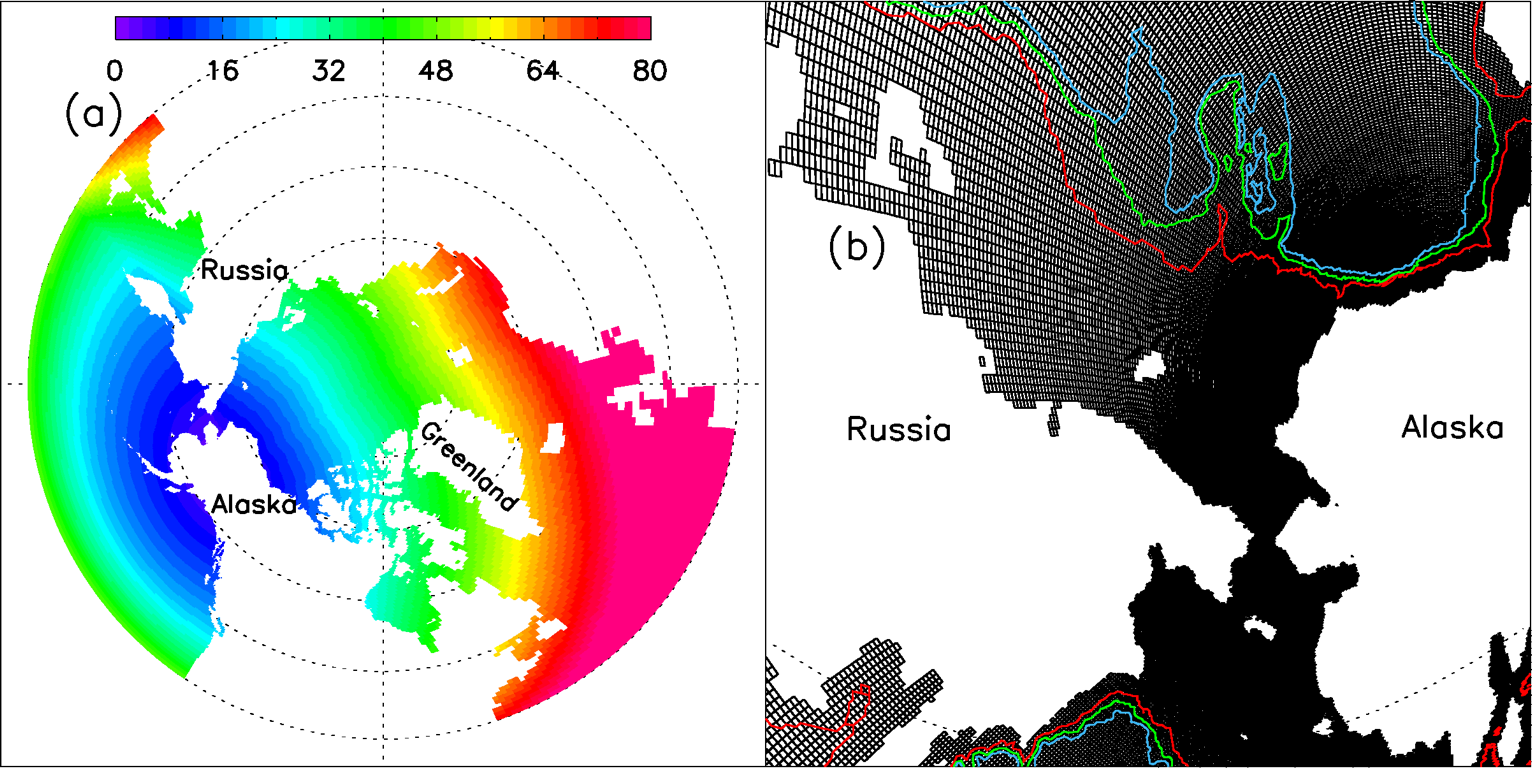 0 16 32 48 64 80
(a)
Russia
Greenland
Alaska
(b)
Russia
Alaska